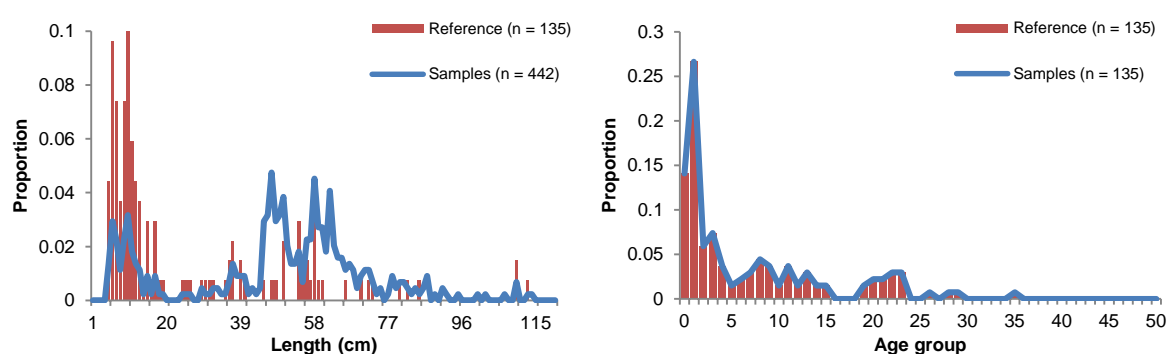 0.1
0.08
0.06
0.04
0.02
0
Proportion
Reference (n = 135)
Samples (n = 442)
1 20 39 58 77 96 115
Length (cm)
0.3
0.25
0.2
0.15
0.1
0.05
0
Proportion
Reference (n = 135)
Samples (n = 135)
0 5 10 15 20 25 30 35 40 45 50
Age group